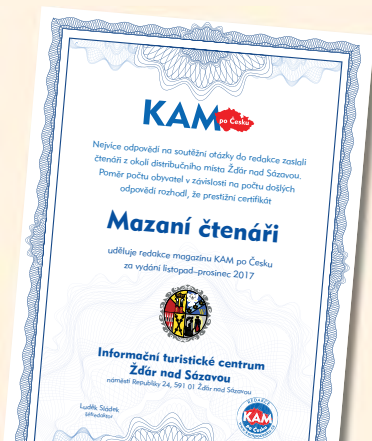 KAM po Česku
Nejvíce odpovědí na soutěžní otázky do redakce zaslali
čtenáři z okolí distribučního místa Žďár nad Sázavou.
Poměr počtu obyvatel v závislosti na počtu došlých
odpovědí rozhodl, že prestižní certifikát
Mazaní čtenáři
uděluje redakce magazínu KAM po Česku
za vydání listopad–prosinec 2017
Informační turistické centrum
Žďár nad Sázavou
náměstí Republiky 24, 591 01 Žďár nad Sázavou
Luděk Sládek
šéfredaktor
REDAKCE
KAM
po Česku